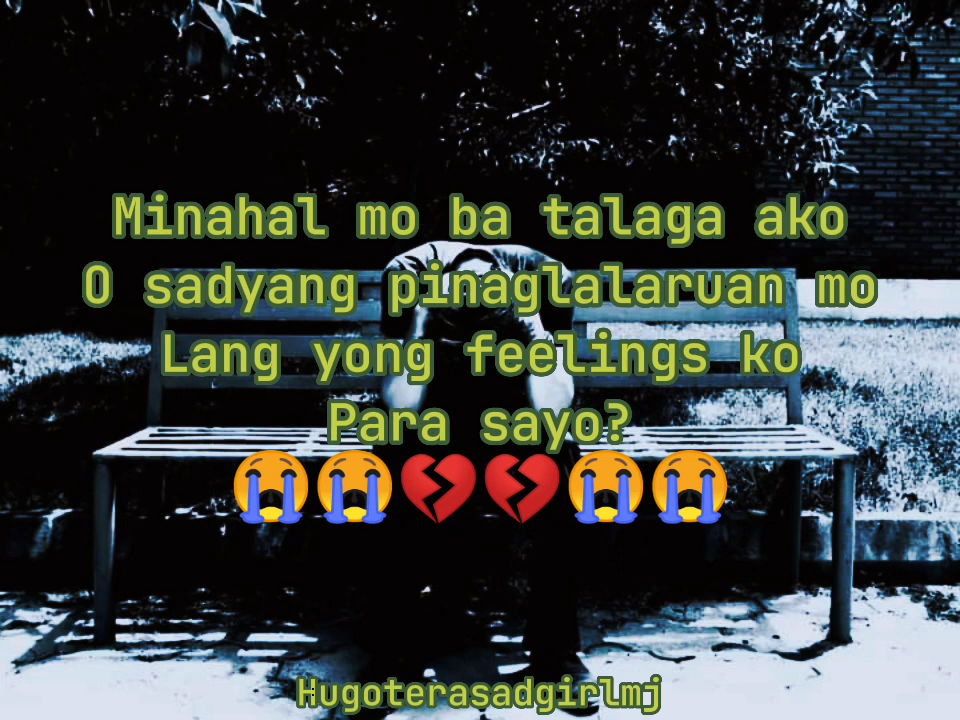 Minahal mo ba talaga ako
O sadyang pinaglalaruan mo
Lang yong feelings ko
Para sayo?
😭😭💔💔😭😭
Hugoterasadgirlmj